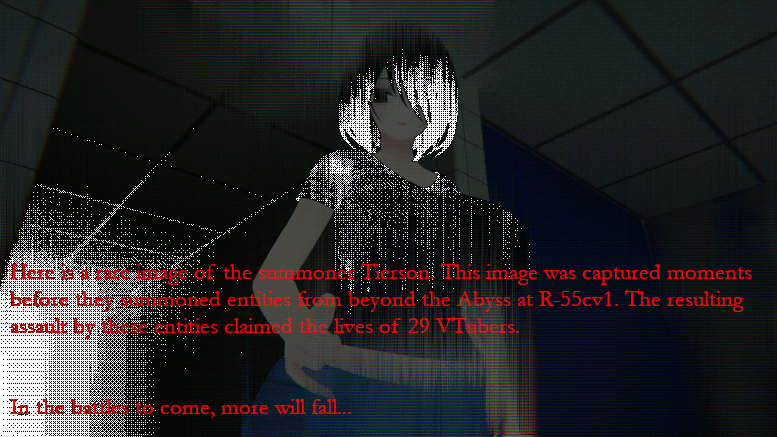 Here is a rare image of the summoner Tierson. This image was captured moments
before they summoned entities from beyond the Abyss at R-55cv1. The resulting
assault by these entities claimed the lives of 29 VTubers.
In the battles to come, more will fall...